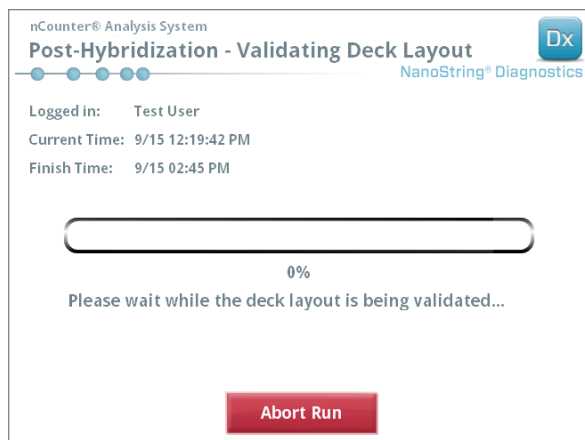 nCounter® Analysis System
Post-Hybridization - Validating Deck Layout
Dx
NanoString® Diagnostics
Logged in: Test User
Current Time: 9/15 12:19:42 PM
Finish Time: 9/15 02:45 PM
0%
Please wait while the deck layout is being validated...
Abort Run